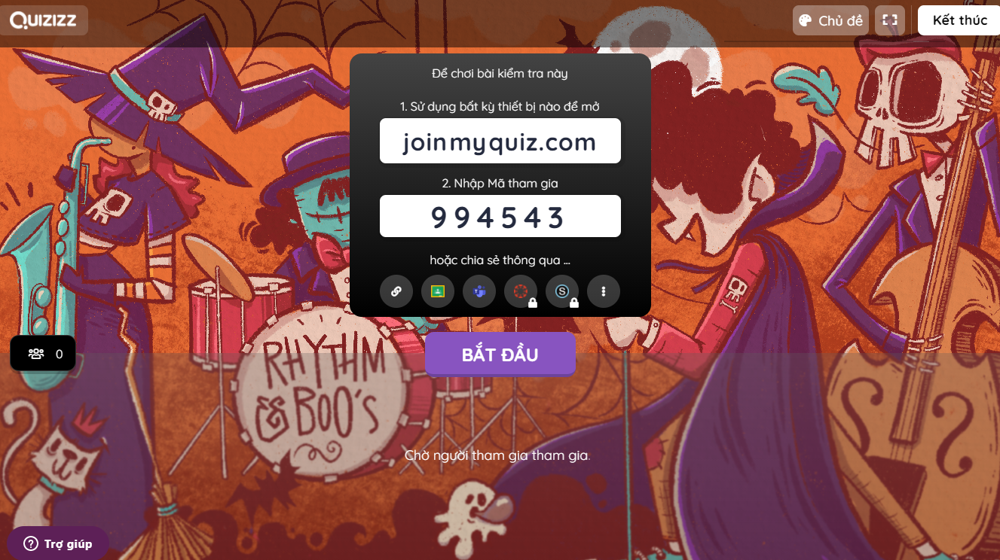 QUIZIZZ
Chủ đề
Kết thúc
Để chơi bài kiểm tra này
1. Sử dụng bất kỳ thiết bị nào để mở
joinmyquiz.com
2. Nhập Mã tham gia
994543
hoặc chia sẻ thông qua ...
0
BẮT ĐẦU
RHYTHM
& BOO'S
Chờ người tham gia tham gia.
Trợ giúp